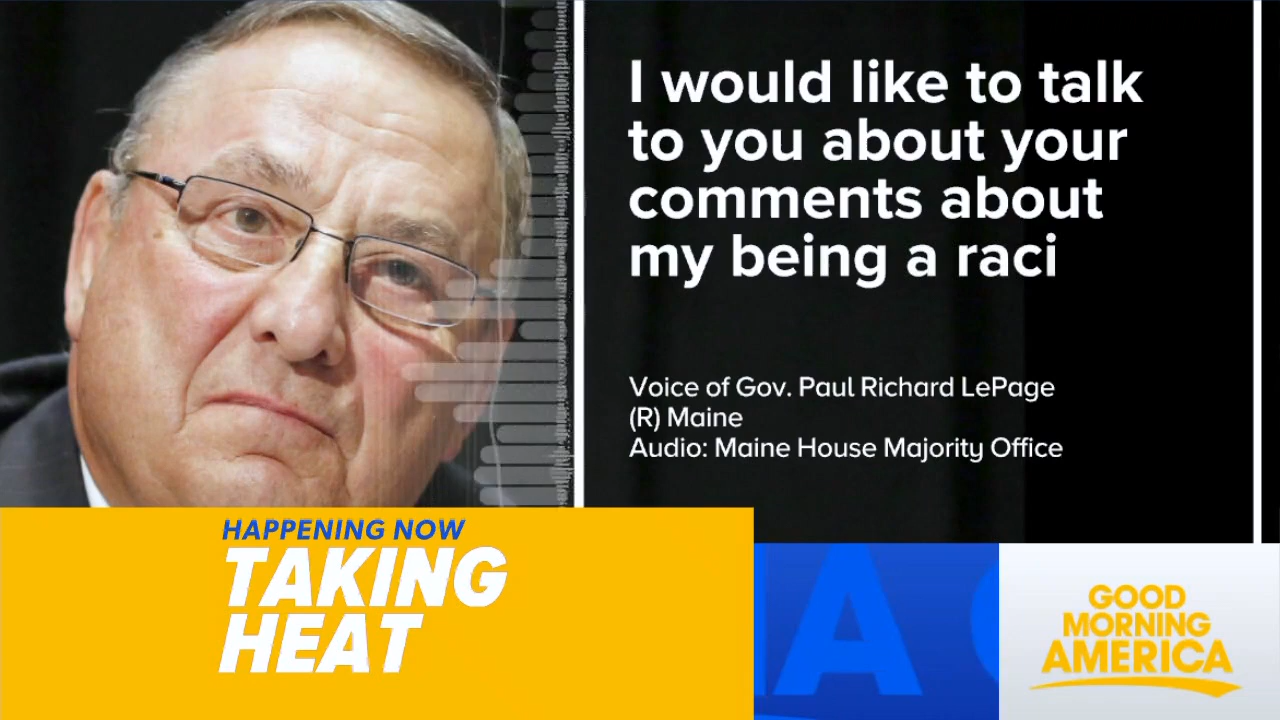 I would like to talk
to you about your
comments about
my being a raci
Voice of Gov. Paul Richard LePage
(R) Maine
Audio: Maine House Majority Office
HAPPENING NOW
TAKING
HEAT
GOOD
MORNING
AMERICA